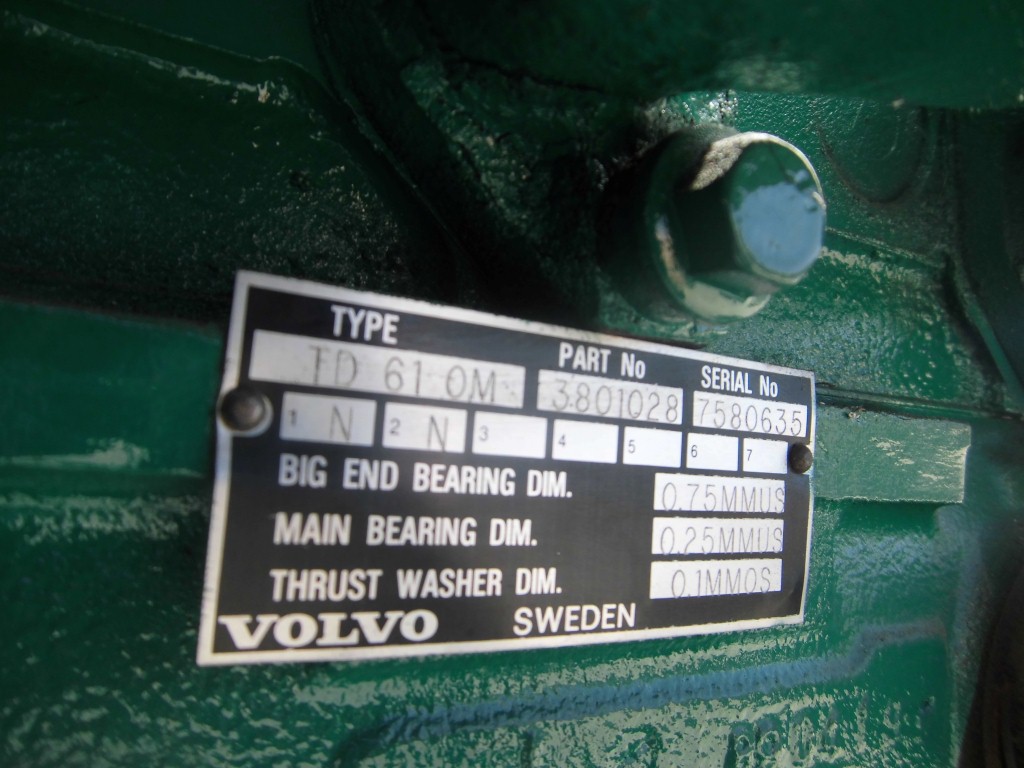 TYPE PART No SERIAL No
TD 61 0M 3801028 7580635
1 N 2 N 3 4 5 6 7
BIG END BEARING DIM. 0.75MMUS
MAIN BEARING DIM. 0.25MMUS
THRUST WASHER DIM. 0.1MMOS
VOLVO SWEDEN